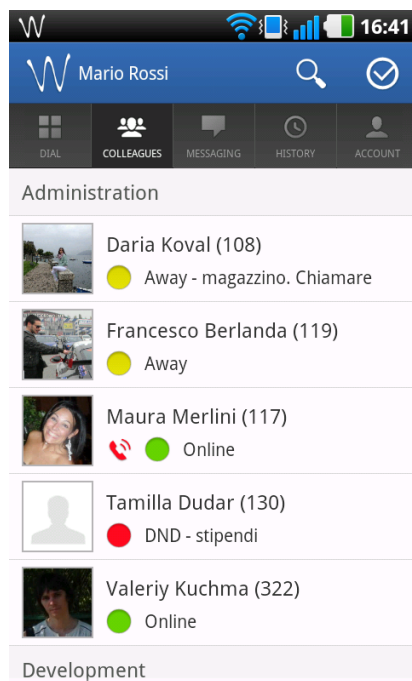 W 16:41
W Mario Rossi
DIAL COLLEAGUES MESSAGING HISTORY ACCOUNT
Administration
Daria Koval (108)
Away - magazzino. Chiamare
Francesco Berlanda (119)
Away
Maura Merlini (117)
Online
Tamilla Dudar (130)
DND - stipendi
Valeriy Kuchma (322)
Online
Development